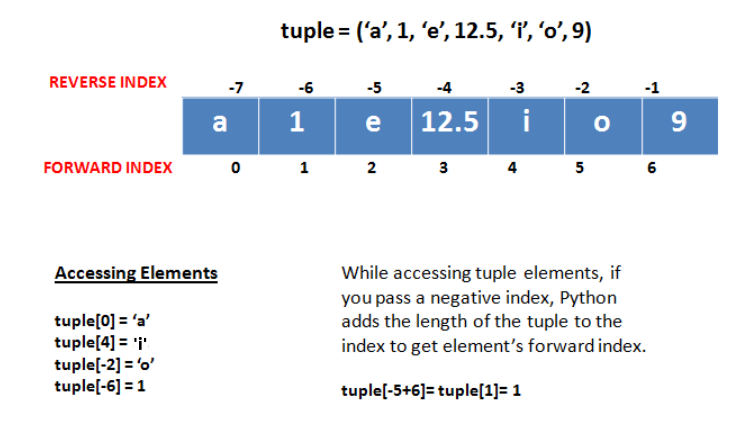 tuple = (‘a’, 1, ‘e’, 12.5, ‘i’, ‘o’, 9)
REVERSE INDEX -7 -6 -5 -4 -3 -2 -1
a 1 e 12.5 i o 9
FORWARD INDEX 0 1 2 3 4 5 6
Accessing Elements
tuple[0] = ‘a’
tuple[4] = 'i'
tuple[-2] = ‘o’
tuple[-6] = 1
While accessing tuple elements, if
you pass a negative index, Python
adds the length of the tuple to the
index to get element’s forward index.
tuple[-5+6]= tuple[1]= 1